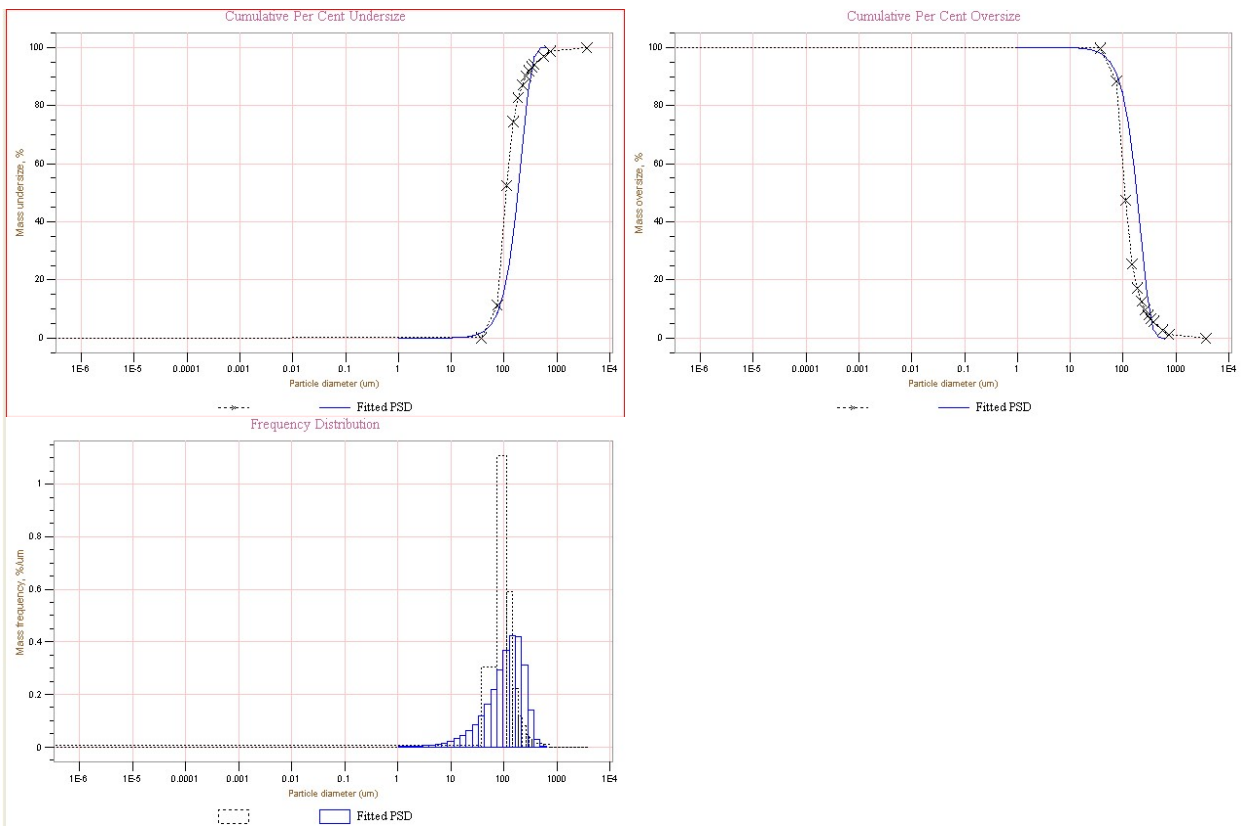 Cumulative Per Cent Undersize
Mass undersize, %
100
80
60
40
20
0
1E-6 1E-5 0.0001 0.001 0.01 0.1 1 10 100 1000 1E4
Particle diameter (um)
Fitted PSD
Cumulative Per Cent Oversize
Mass oversize, %
100
80
60
40
20
0
1E-6 1E-5 0.0001 0.001 0.01 0.1 1 10 100 1000 1E4
Particle diameter (um)
Fitted PSD
Frequency Distribution
Mass frequency, %/um
1
0.8
0.6
0.4
0.2
0
1E-6 1E-5 0.0001 0.001 0.01 0.1 1 10 100 1000 1E4
Particle diameter (um)
Fitted PSD